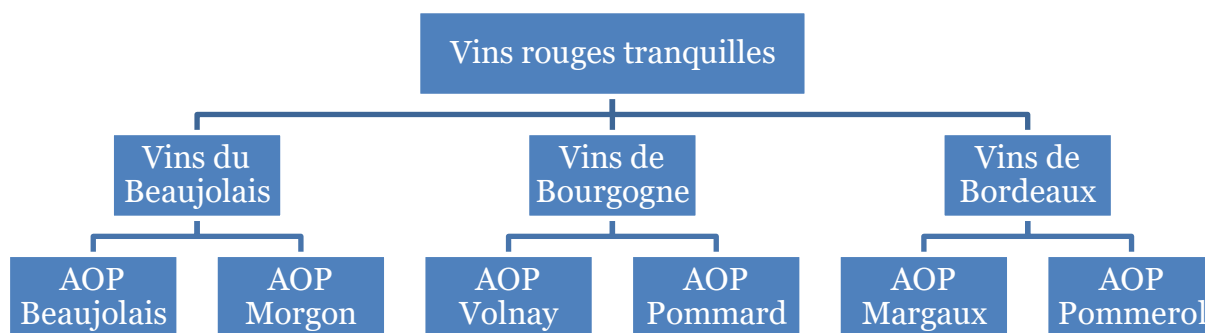 Vins rouges tranquilles
Vins du
Beaujolais
Vins de
Bourgogne
Vins de
Bordeaux
AOP
Beaujolais
AOP
Morgon
AOP
Volnay
AOP
Pommard
AOP
Margaux
AOP
Pommerol